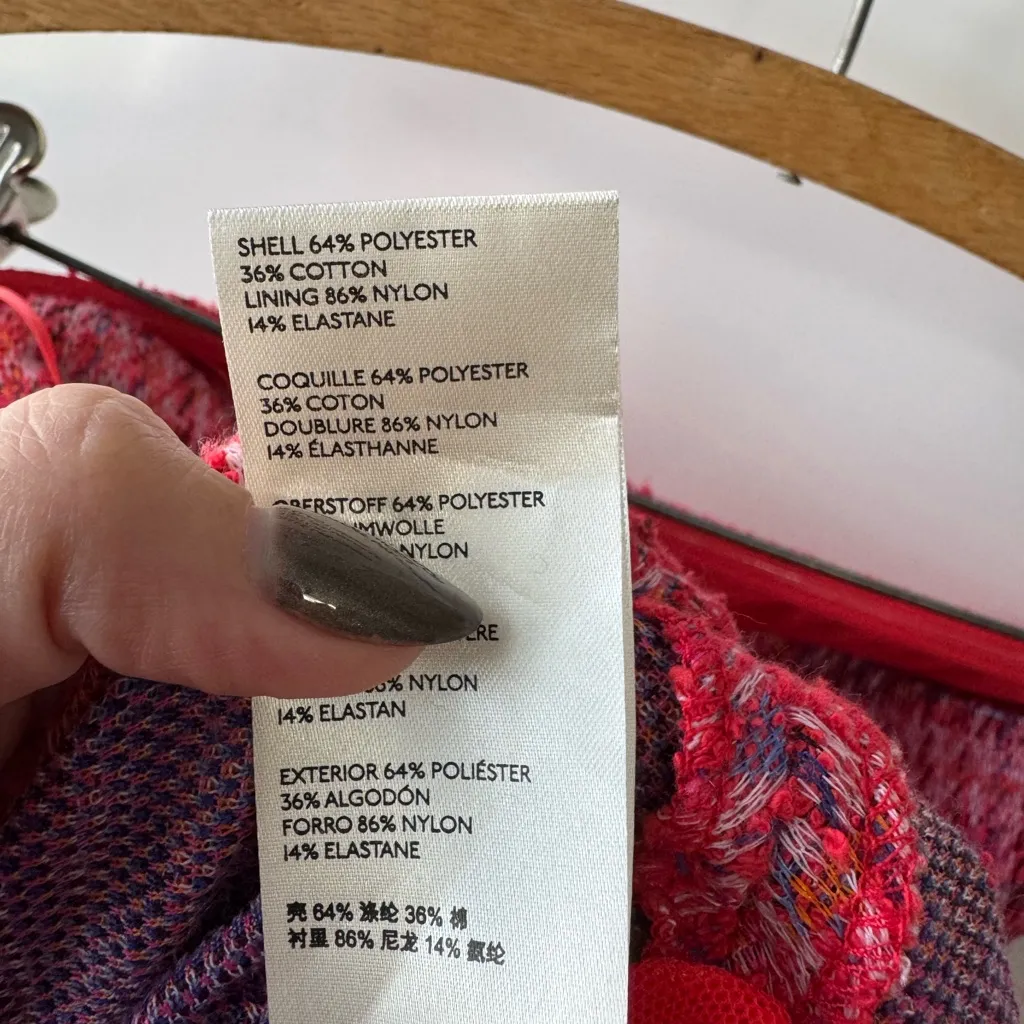 SHELL 64% POLYESTER
36% COTTON
LINING 86% NYLON
14% ELASTANE
COQUILLE 64% POLYESTER
36% COTON
DOUBLURE 86% NYLON
14% ÉLASTHANNE
64% POLYESTER
NYLON
NYLON
14% ELASTAN
EXTERIOR 64% POLIÉSTER
36% ALGODÓN
FORRO 86% NYLON
14% ELASTANE
壳 64% 涤纶 36% 棉
衬里 86% 尼龙 14% 氨纶